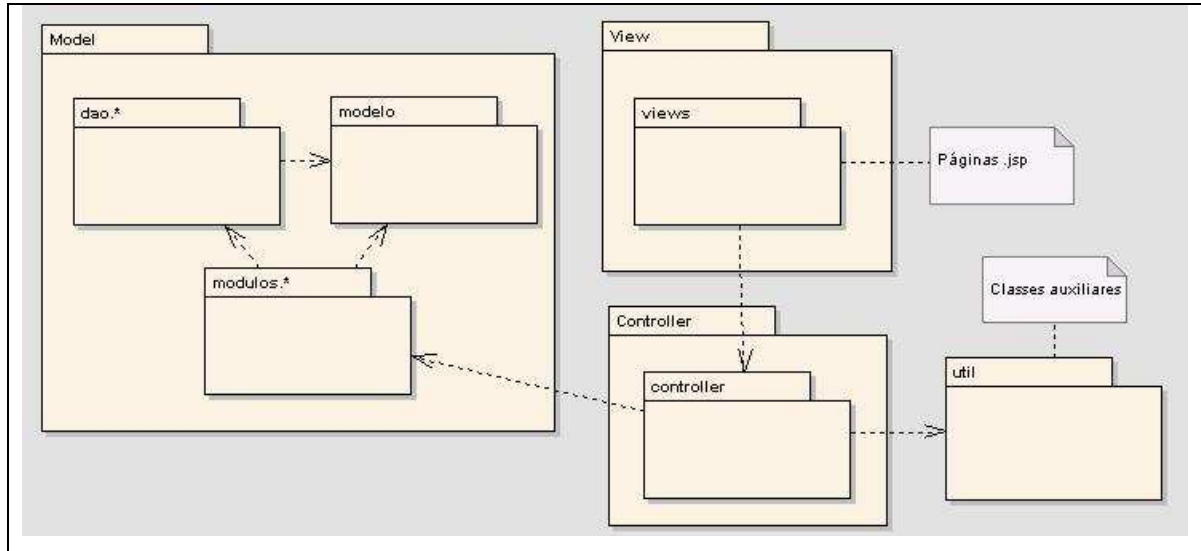 Model
dao.*
modelo
modulos.*
View
views
Páginas .jsp
Classes auxiliares
Controller
controller
util